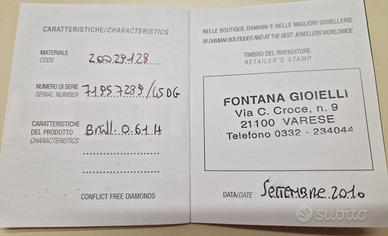 CARATTERISTICHE/CHARACTERISTICS
MATERIALE
CODE
20029128
NUMERO DI SERIE
SERIAL NUMBER
71957289/45DG
CARATTERISTICHE
DEL PRODOTTO
CHARACTERISTICS
Brill. 0.61 H
CONFLICT FREE DIAMONDS
NELLE BOUTIQUE DAMIANI E NELLE MIGLIORI GIOIELLERIE
IN DAMIANI BOUTIQUES AND AT THE BEST JEWELLERS WORLDWIDE
TIMBRO DEL RIVENDITORE
RETAILER'S STAMP
FONTANA GIOIELLI
Via C. Croce, n. 9
21100 VARESE
Telefono 0332 - 234044
DATA/DATE SETTEMBRE 2010
subito